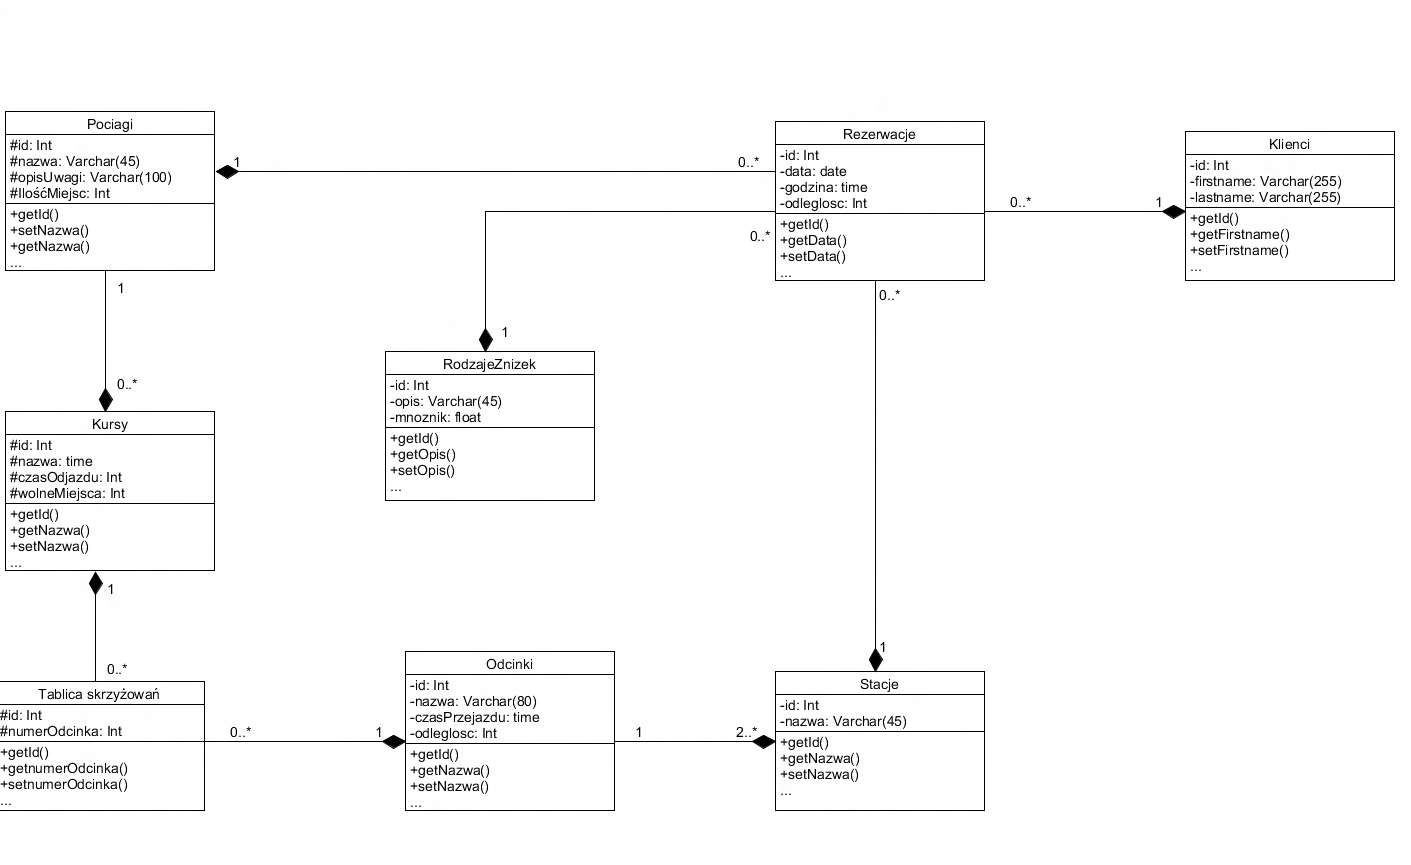 Pociagi
#id: Int
#nazwa: Varchar(45)
#opisUwagi: Varchar(100)
#IlośćMiejsc: Int
+getId()
+setNazwa()
+getNazwa()
...
1
0..*
Rezerwacje
-id: Int
-data: date
-godzina: time
-odleglosc: Int
+getId()
+getData()
+setData()
...
0..*
1
Klienci
-id: Int
-firstname: Varchar(255)
-lastname: Varchar(255)
+getId()
+getFirstname()
+setFirstname()
...
0..*
1
RodzajeZnizek
-id: Int
-opis: Varchar(45)
-mnoznik: float
+getId()
+getOpis()
+setOpis()
...
1
0..*
Kursy
#id: Int
#nazwa: time
#czasOdjazdu: Int
#wolneMiejsca: Int
+getId()
+getNazwa()
+setNazwa()
...
1
0..*
Tablica skrzyżowań
#id: Int
#numerOdcinka: Int
+getId()
+getnumerOdcinka()
+setnumerOdcinka()
...
0..*
1
Odcinki
-id: Int
-nazwa: Varchar(80)
-czasPrzejazdu: time
-odleglosc: Int
+getId()
+getNazwa()
+setNazwa()
...
1
2..*
0..*
1
Stacje
-id: Int
-nazwa: Varchar(45)
+getId()
+getNazwa()
+setNazwa()
...